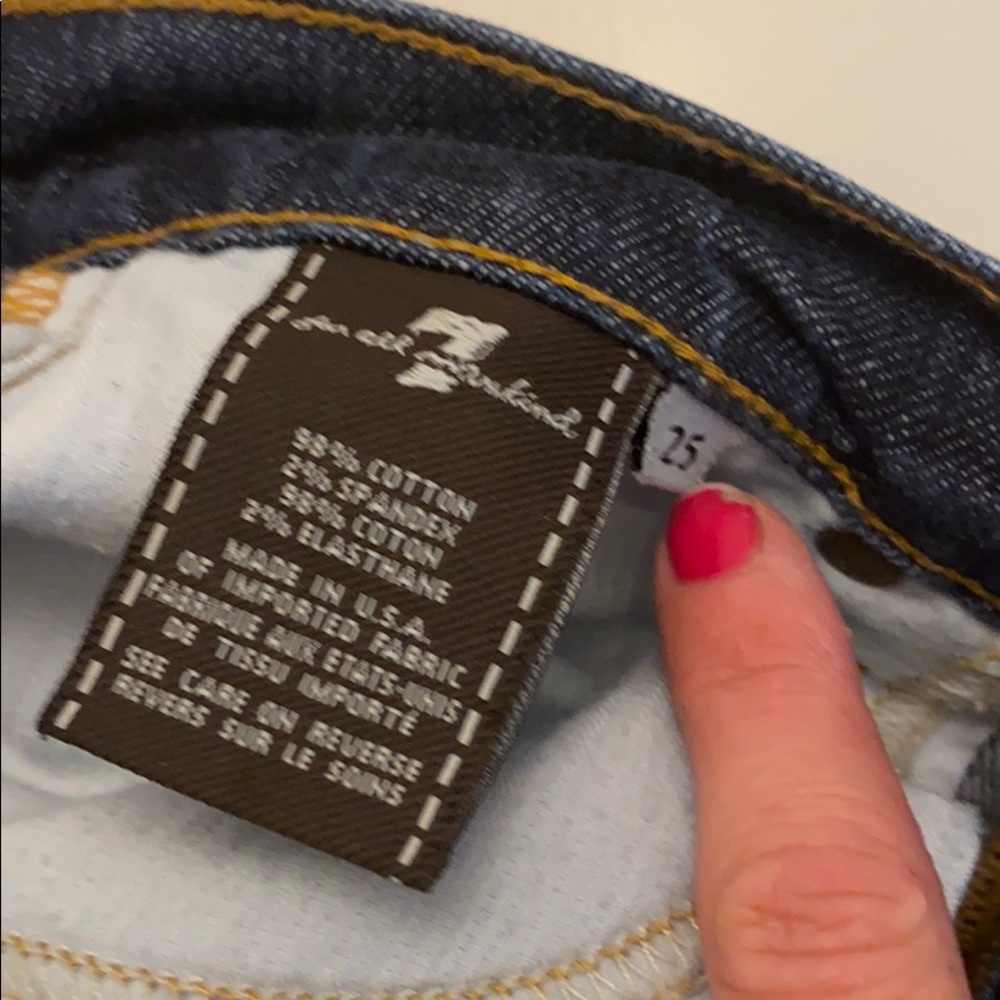 7
for all mankind
98% COTTON
2% SPANDEX
98% COTON
2% ELASTHANE
MADE IN U.S.A.
OF IMPORTED FABRIC
FABRIQUE AUX ETATS-UNIS
DE TISSU IMPORTÉ
SEE CARE ON REVERSE
REVERS SUR LE SOINS
25